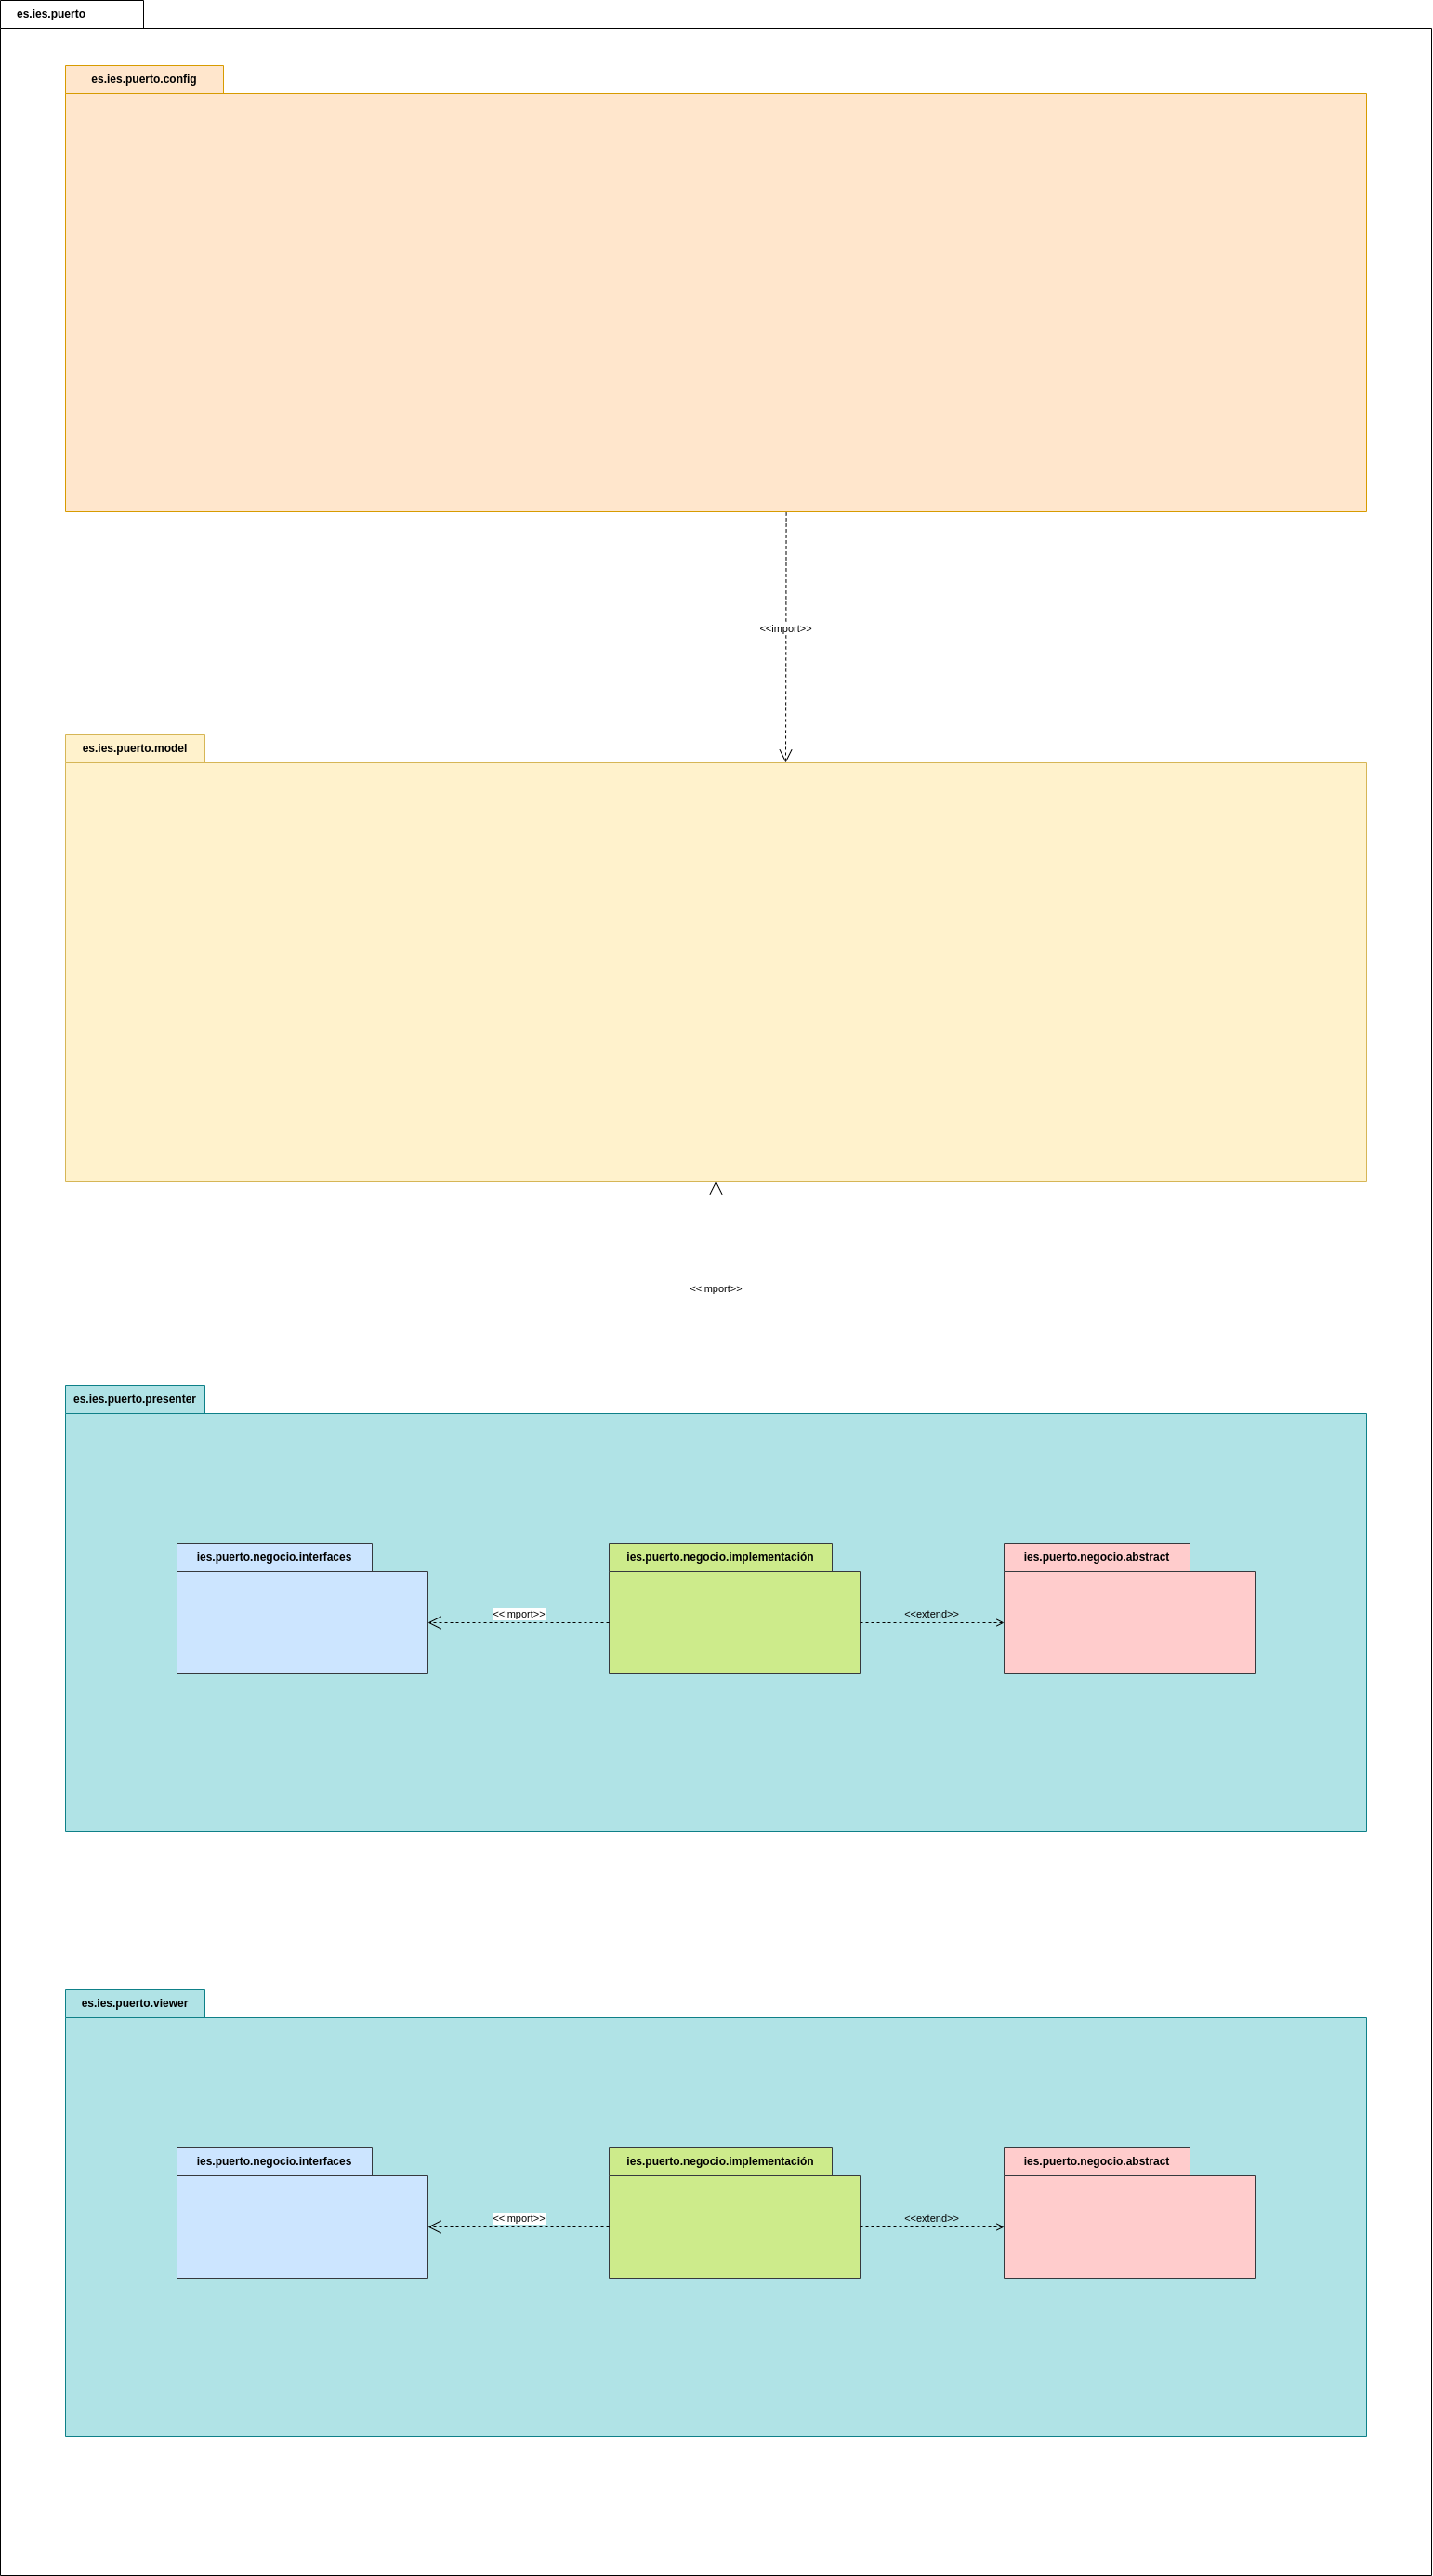 es.ies.puerto
es.ies.puerto.config
<<import>>
es.ies.puerto.model
<<import>>
es.ies.puerto.presenter
ies.puerto.negocio.interfaces
ies.puerto.negocio.implementación
ies.puerto.negocio.abstract
<<import>>
<<extend>>
es.ies.puerto.viewer
ies.puerto.negocio.interfaces
ies.puerto.negocio.implementación
ies.puerto.negocio.abstract
<<import>>
<<extend>>